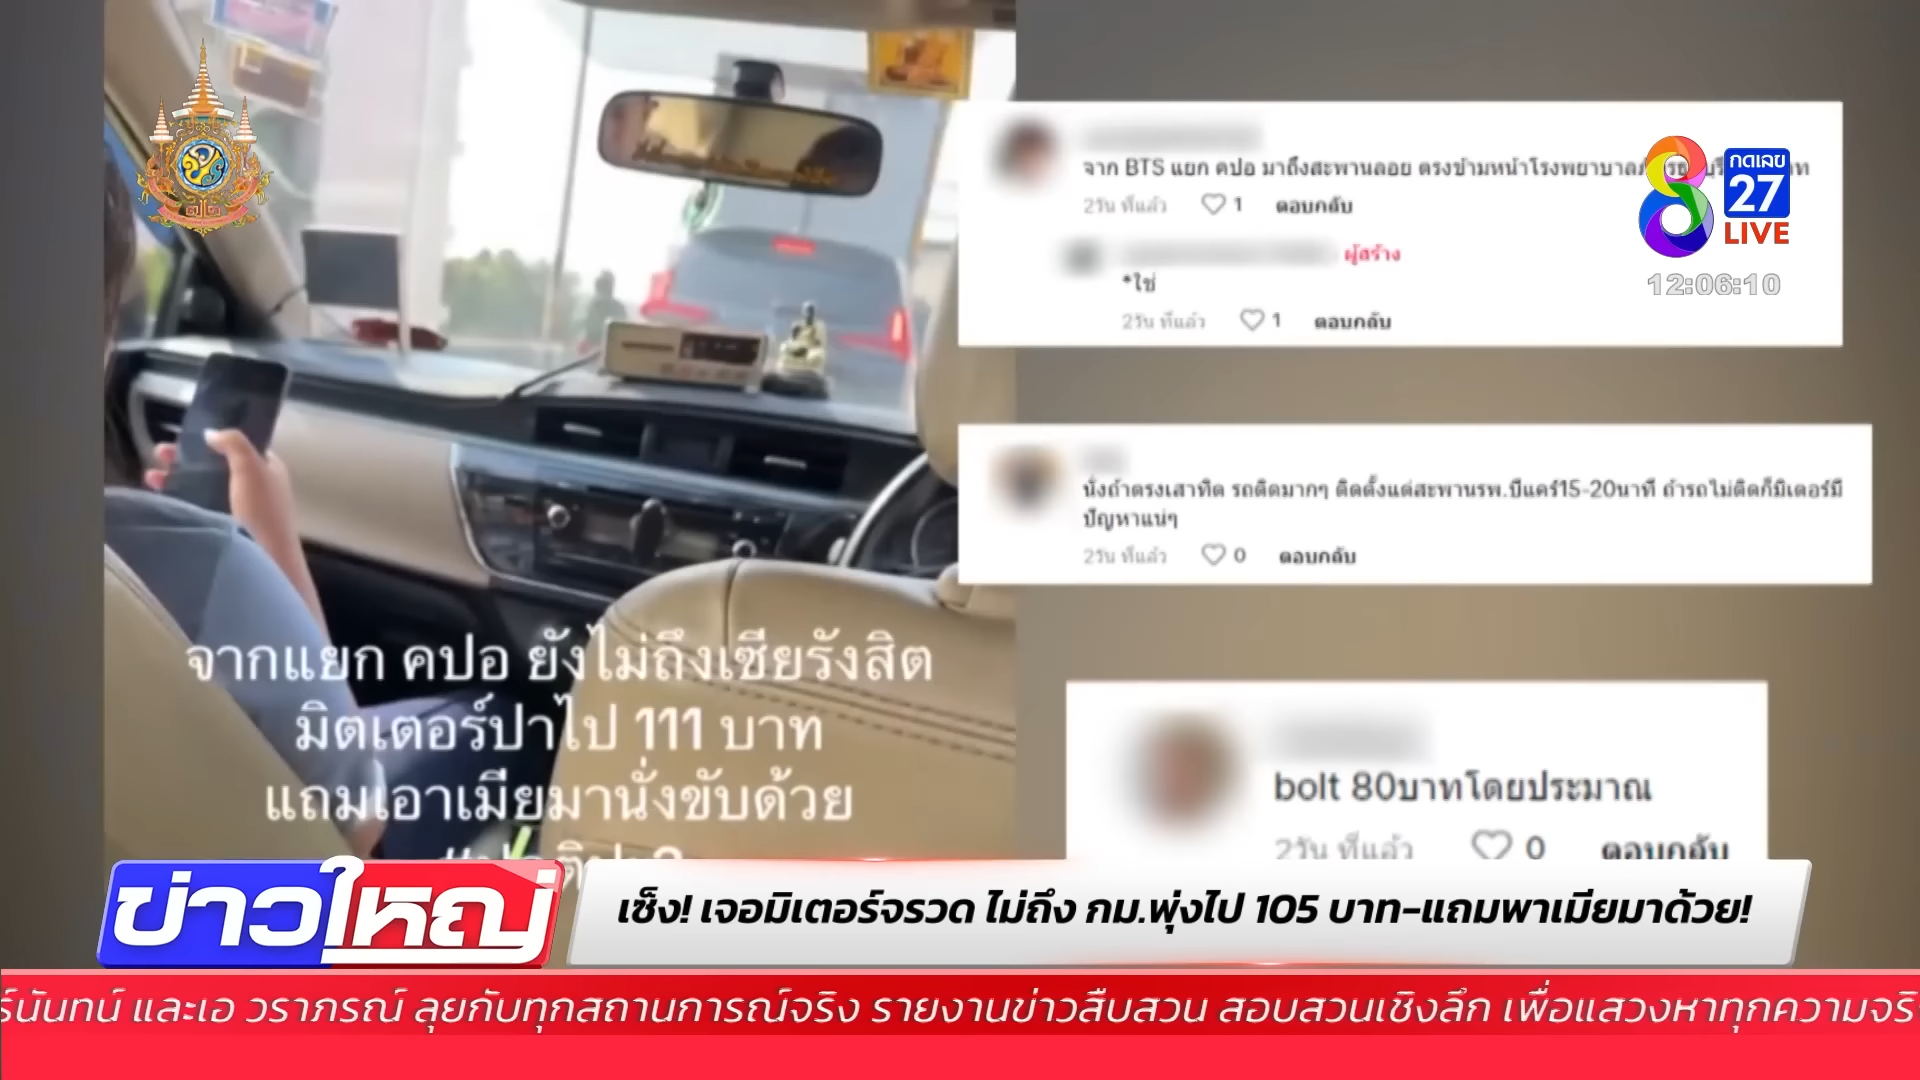 จากแยก คปอ ยังไม่ถึงเซียรังสิต
มิตเตอร์ปาไป 111 บาท
แถมเอาเมียมานั่งขับด้วย
จาก BTS แยก คปอ มาถึงสะพานลอย ตรงข้ามหน้าโรงพยาบาล
2วัน ที่แล้ว 1 ตอบกลับ
ผู้สร้าง
*ใช่
2วัน ที่แล้ว 1 ตอบกลับ
กดเลข
27
LIVE
12:06:10
นั่งถ้าตรงเสาทิต รถติดมากๆ ติดตั้งแต่สะพานรพ.บีแคร์15-20นาที ถ้ารถไม่ติดก็มิเตอร์มี
ปัญหาแน่ๆ
2วัน ที่แล้ว 0 ตอบกลับ
bolt 80บาทโดยประมาณ
2วัน ที่แล้ว 0 ตอบกลับ
ข่าวใหญ่
เซ็ง! เจอมิเตอร์จรวด ไม่ถึง กม.พุ่งไป 105 บาท-แถมพาเมียมาด้วย!
ร์นันทน์ และเอ วราภรณ์ ลุยกับทุกสถานการณ์จริง รายงานข่าวสืบสวน สอบสวนเชิงลึก เพื่อแสวงหาทุกความจริ